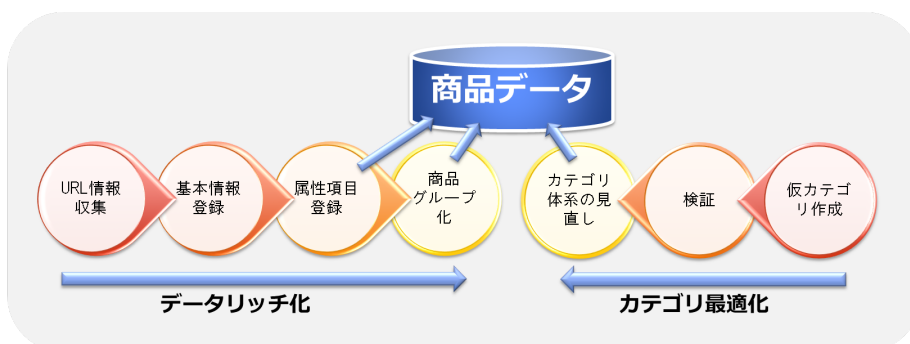 商品データ
URL情報
収集
基本情報
登録
属性項目
登録
商品
グループ
化
カテゴリ
体系の見
直し
検証
仮カテゴ
リ作成
データリッチ化
カテゴリ最適化